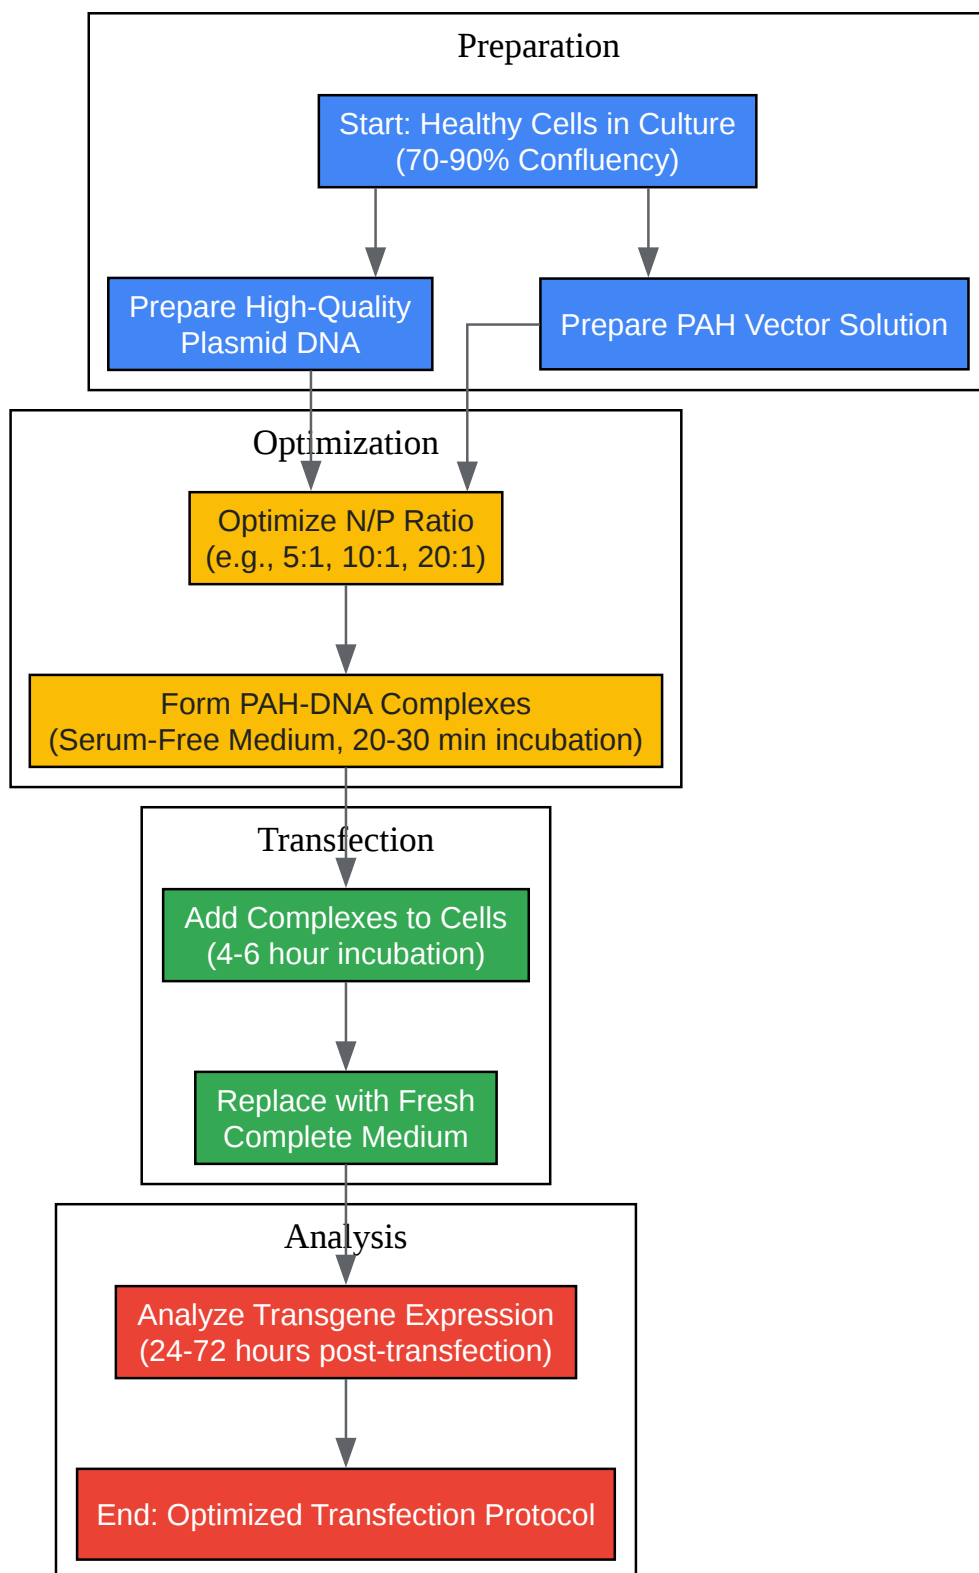 Preparation
Start: Healthy Cells in Culture
(70-90% Confluency)
Prepare High-Quality
Plasmid DNA
Prepare PAH Vector Solution
Optimization
Optimize N/P Ratio
(e.g., 5:1, 10:1, 20:1)
Form PAH-DNA Complexes
(Serum-Free Medium, 20-30 min incubation)
Transfection
Add Complexes to Cells
(4-6 hour incubation)
Replace with Fresh
Complete Medium
Analysis
Analyze Transgene Expression
(24-72 hours post-transfection)
End: Optimized Transfection Protocol